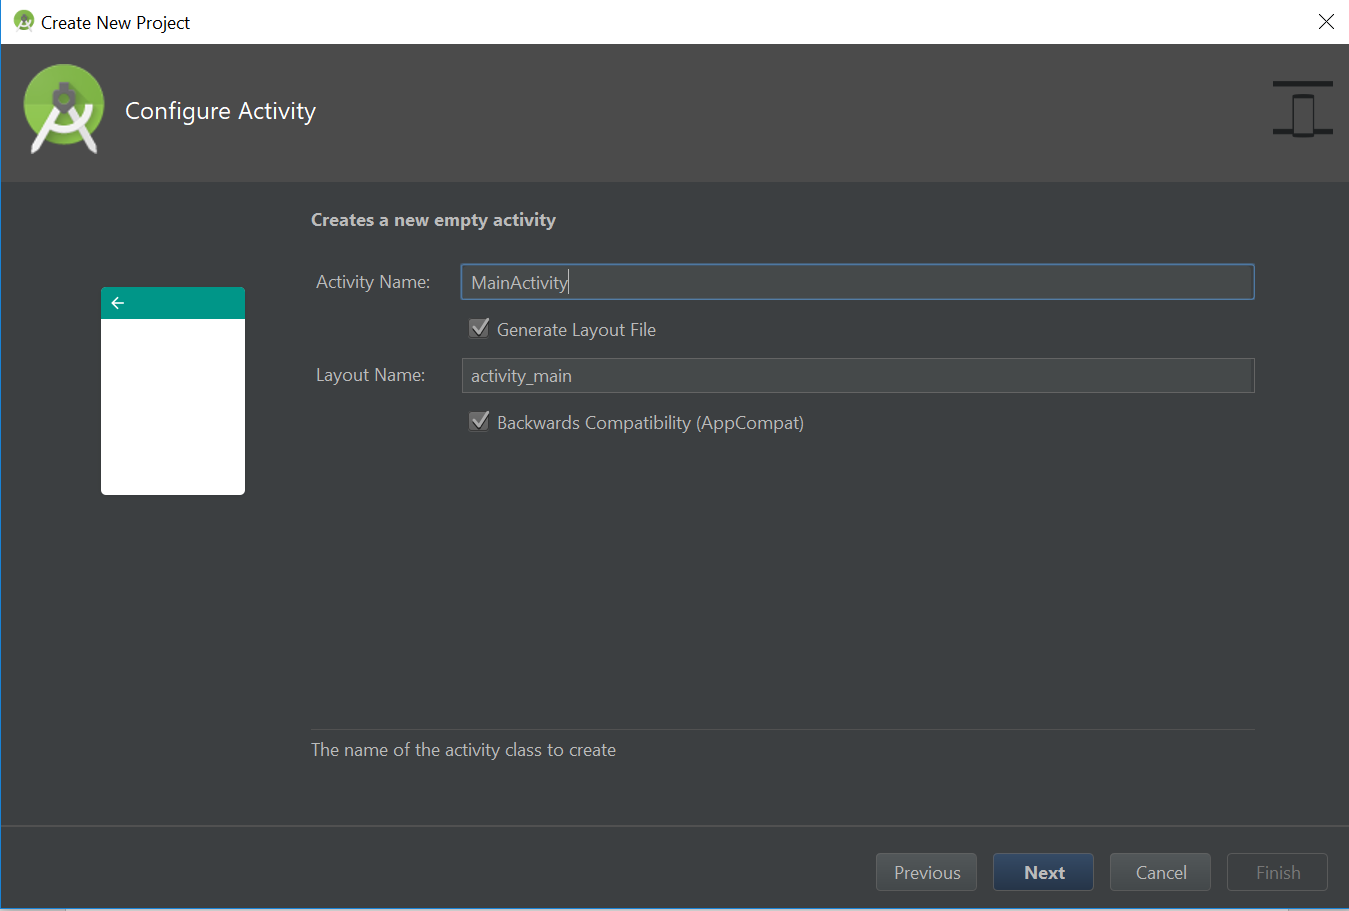 Create New Project
Configure Activity
Creates a new empty activity
Activity Name: MainActivity
Generate Layout File
Layout Name: activity_main
Backwards Compatibility (AppCompat)
The name of the activity class to create
Previous Next Cancel Finish